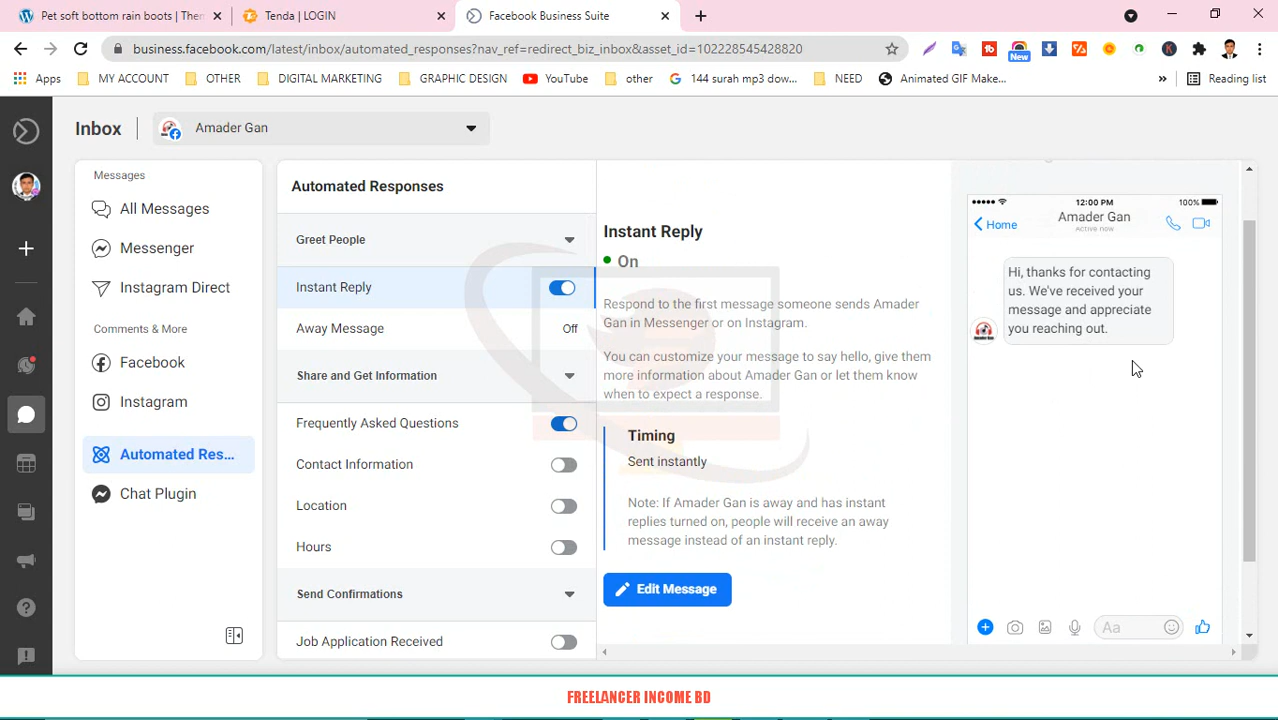 Pet soft bottom rain boots | Ther
Tenda | LOGIN
Facebook Business Suite
business.facebook.com/latest/inbox/automated_responses?nav_ref=redirect_biz_inbox&asset_id=102228545428820
New
Apps
MY ACCOUNT
OTHER
DIGITAL MARKETING
GRAPHIC DESIGN
YouTube
other
144 surah mp3 dow...
NEED
Animated GIF Make...
Reading list
Inbox
Amader Gan
Messages
All Messages
Messenger
Instagram Direct
Comments & More
Facebook
Instagram
Automated Res...
Chat Plugin
Automated Responses
Greet People
Instant Reply
Away Message
Off
Share and Get Information
Frequently Asked Questions
Contact Information
Location
Hours
Send Confirmations
Job Application Received
Instant Reply
On
Respond to the first message someone sends Amader
Gan in Messenger or on Instagram.
You can customize your message to say hello, give them
more information about Amader Gan or let them know
when to expect a response.
Timing
Sent instantly
Note: If Amader Gan is away and has instant
replies turned on, people will receive an away
message instead of an instant reply.
Edit Message
12:00 PM
100%
Home
Amader Gan
Active now
Hi, thanks for contacting
us. We've received your
message and appreciate
you reaching out.
Amader Gan
Aa
FREELANCER INCOME BD